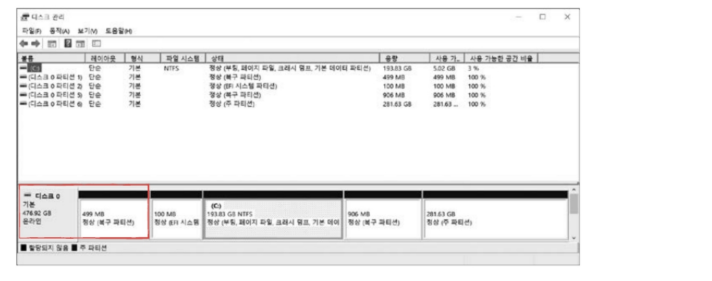 디스크 관리
파일(F) 동작(A) 보기(V) 도움말(H)
볼륨 레이아웃 형식 파일 시스템 상태 용량 사용 가... 사용 가능한 공간 비율
(C:) 단순 기본 NTFS 정상 (부팅, 페이지 파일, 크래시 덤프, 기본 데이터 파티션) 193.83 GB 5.02 GB 3 %
(디스크 0 파티션 1) 단순 기본 정상 (복구 파티션) 499 MB 499 MB 100 %
(디스크 0 파티션 2) 단순 기본 정상 (EFI 시스템 파티션) 100 MB 100 MB 100 %
(디스크 0 파티션 5) 단순 기본 정상 (복구 파티션) 906 MB 906 MB 100 %
(디스크 0 파티션 6) 단순 기본 정상 (주 파티션) 281.63 GB 281.63 ... 100 %
디스크 0
기본
476.92 GB
온라인
499 MB
정상 (복구 파티션)
100 MB
정상 (EFI 시스템
(C:)
193.83 GB NTFS
정상 (부팅, 페이지 파일, 크래시 덤프, 기본 데이터
906 MB
정상 (복구 파티션)
281.63 GB
정상 (주 파티션)
할당되지 않음 주 파티션